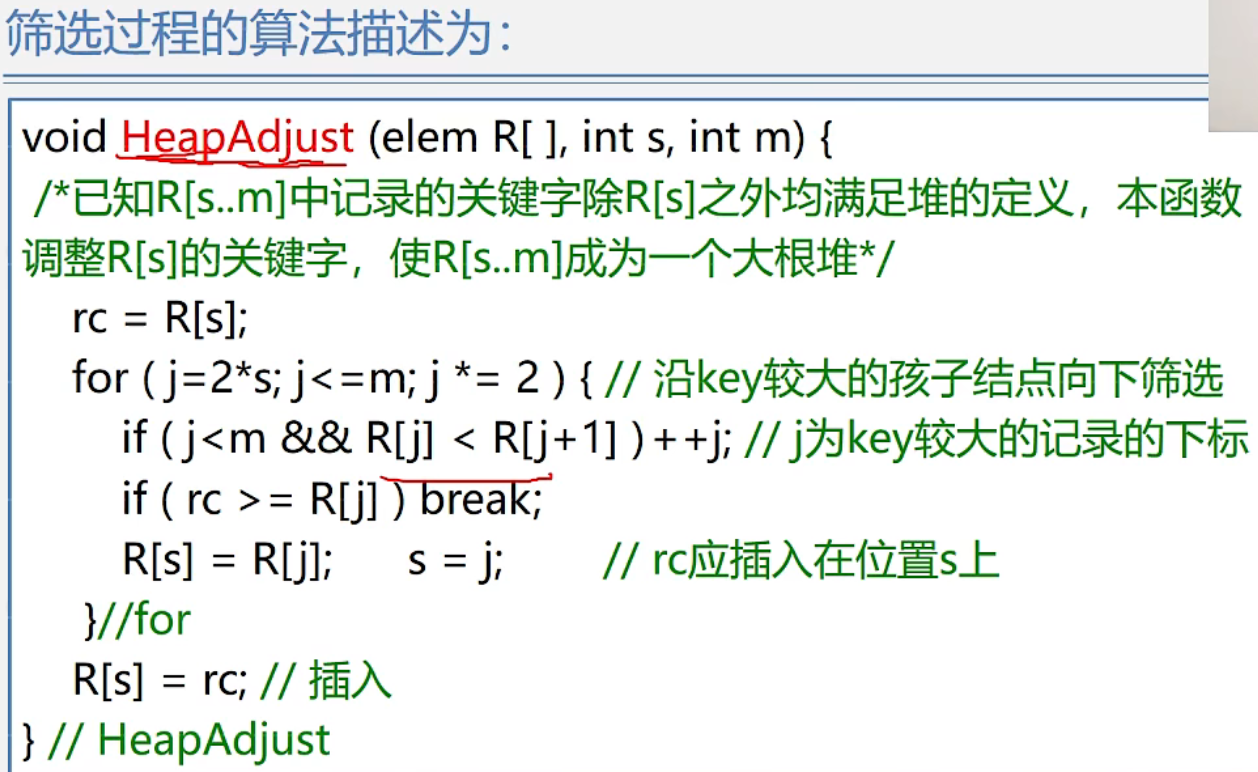 筛选过程的算法描述为：
void HeapAdjust (elem R[ ], int s, int m) {
/*已知R[s..m]中记录的关键字除R[s]之外均满足堆的定义，本函数
调整R[s]的关键字，使R[s..m]成为一个大根堆*/
rc = R[s];
for ( j=2*s; j<=m; j *= 2 ) { // 沿key较大的孩子结点向下筛选
if ( j<m && R[j] < R[j+1] ) ++j; // j为key较大的记录的下标
if ( rc >= R[j] ) break;
R[s] = R[j]; s = j; // rc应插入在位置s上
}//for
R[s] = rc; // 插入
} // HeapAdjust